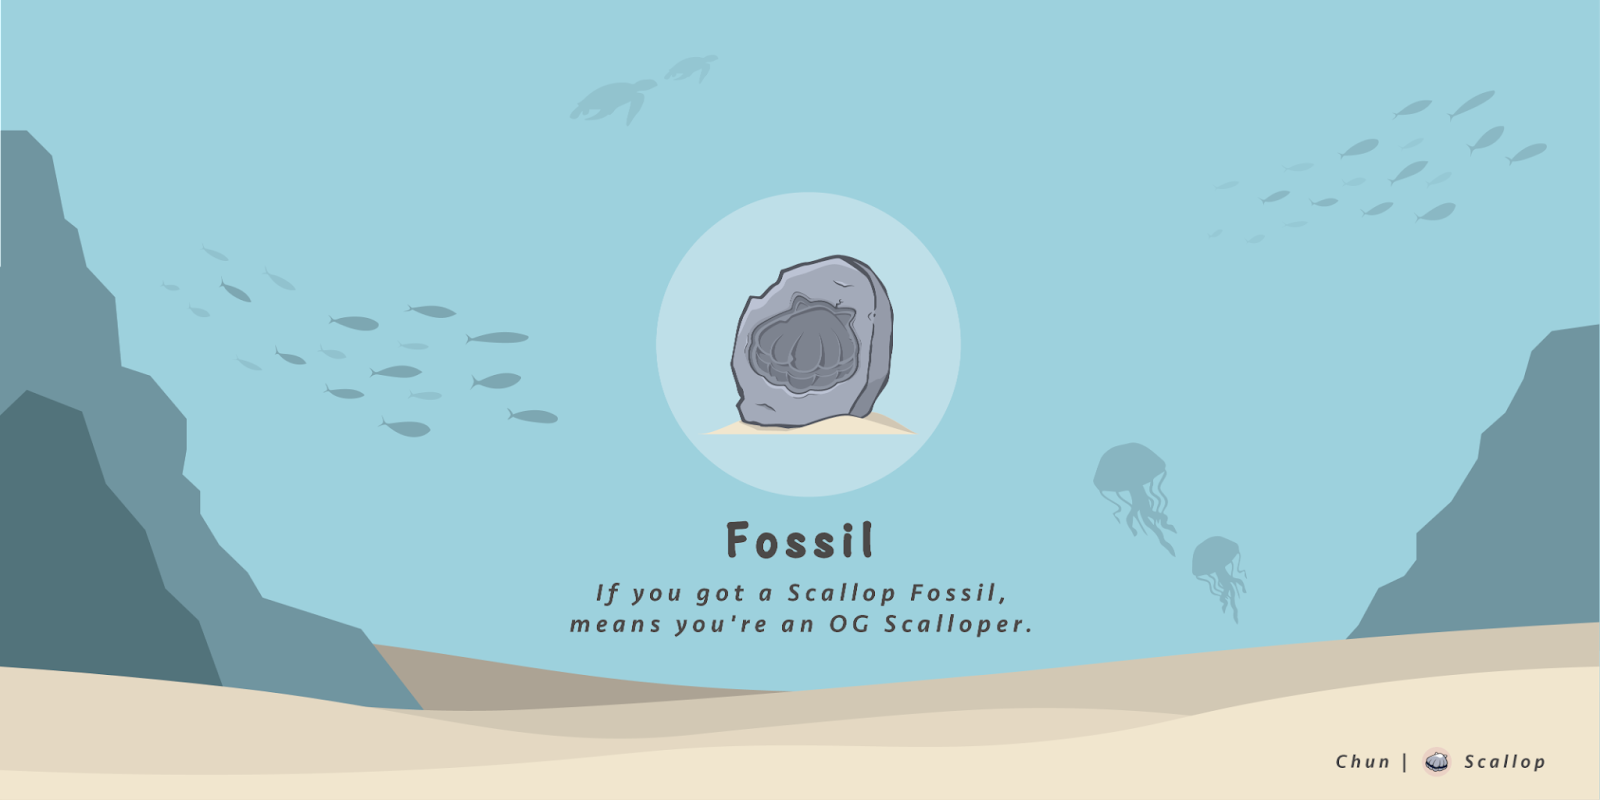 Fossil
If you got a Scallop Fossil,
means you're an OG Scalloper.
Chun | Scallop